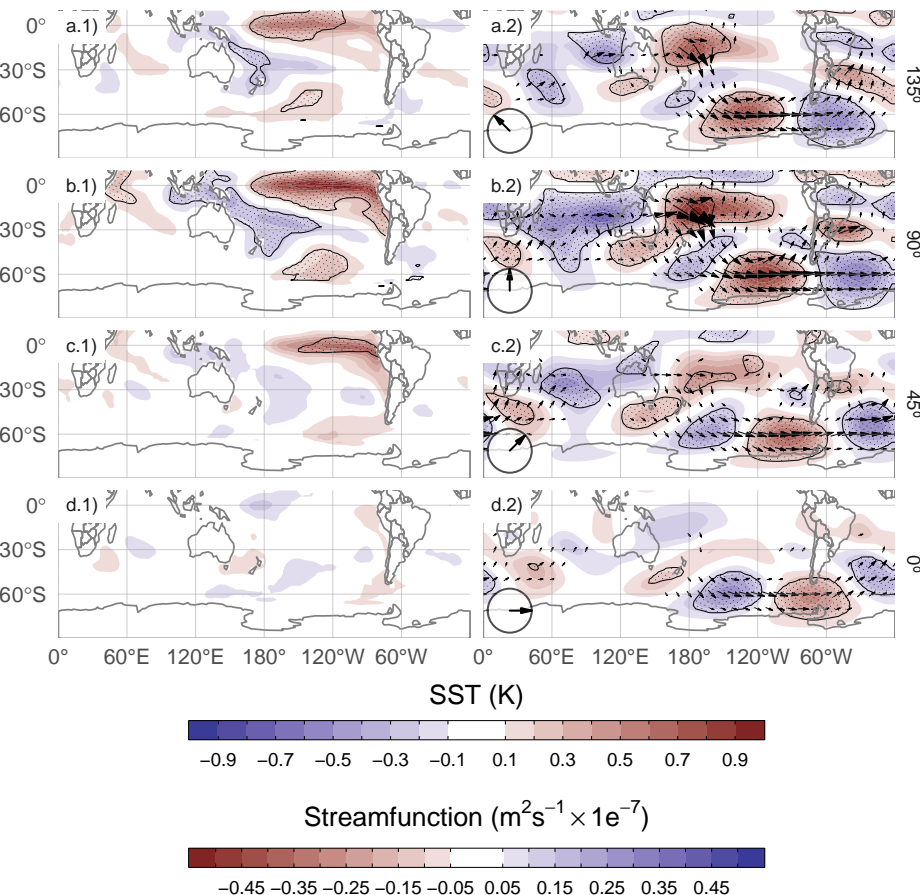 a.1)
a.2)
0°
30°S
60°S
135º
b.1)
b.2)
0°
30°S
60°S
90º
c.1)
c.2)
0°
30°S
60°S
45º
d.1)
d.2)
0°
30°S
60°S
0º
0° 60°E 120°E 180° 120°W 60°W 0° 60°E 120°E 180° 120°W 60°W
SST (K)
−0.9 −0.7 −0.5 −0.3 −0.1 0.1 0.3 0.5 0.7 0.9
Streamfunction (m²s⁻¹ × 1e⁻⁷)
−0.45 −0.35 −0.25 −0.15 −0.05 0.05 0.15 0.25 0.35 0.45